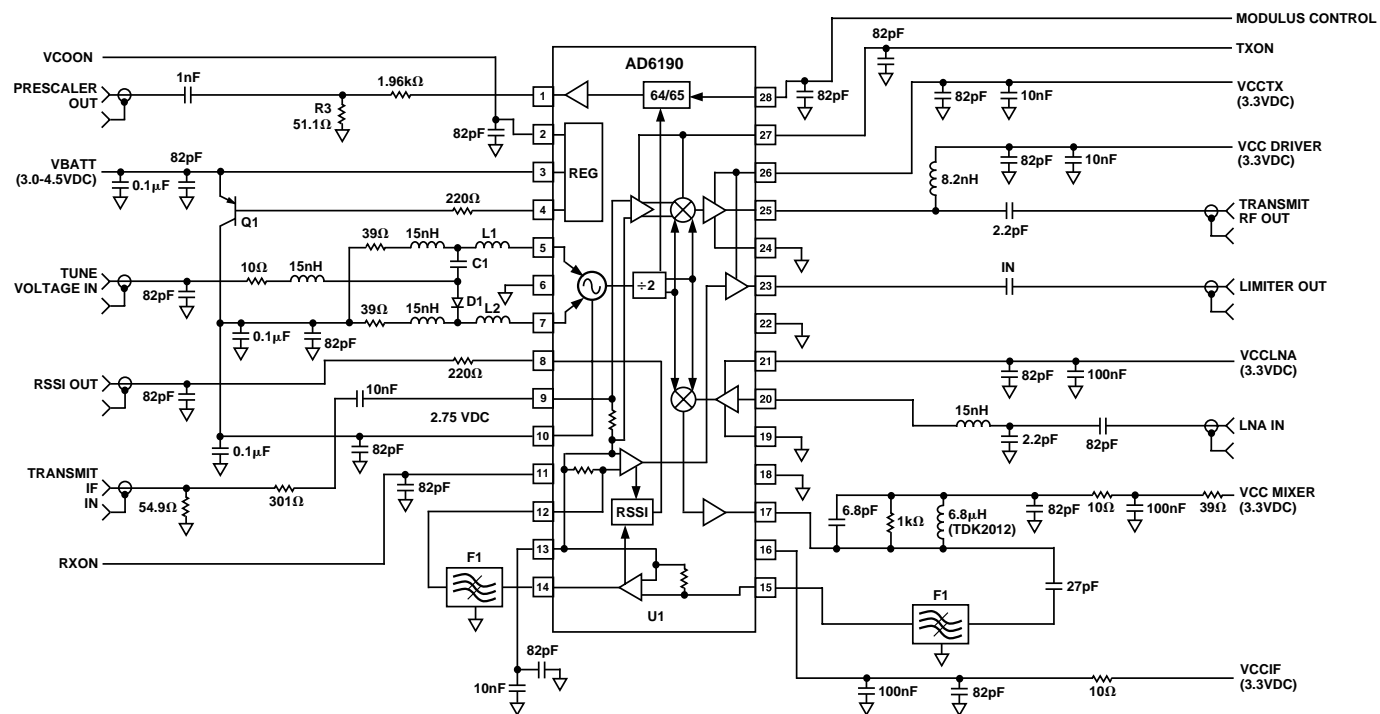 MODULUS CONTROL
VCOON
82pF
TXON
AD6190
PRESCALER
OUT
1nF
1.96kΩ
R3
51.1Ω
1
64/65
28
82pF
82pF
10nF
VCCTX
(3.3VDC)
82pF
2
27
VBATT
(3.0-4.5VDC)
0.1µF
82pF
3
REG
26
8.2nH
82pF
10nF
VCC DRIVER
(3.3VDC)
Q1
220Ω
4
25
2.2pF
TRANSMIT
RF OUT
39Ω
15nH
L1
5
24
C1
TUNE
VOLTAGE IN
82pF
10Ω
15nH
D1
6
÷2
23
IN
LIMITER OUT
39Ω
15nH
L2
7
22
0.1µF
82pF
RSSI OUT
82pF
220Ω
8
21
82pF
100nF
VCCLNA
(3.3VDC)
10nF
2.75 VDC
9
20
15nH
2.2pF
82pF
LNA IN
0.1µF
82pF
10
19
TRANSMIT
IF
IN
54.9Ω
301Ω
82pF
11
18
12
RSSI
17
6.8pF
1kΩ
6.8µH
(TDK2012)
82pF
10Ω
100nF
39Ω
VCC MIXER
(3.3VDC)
RXON
13
16
F1
14
15
U1
F1
27pF
82pF
10nF
100nF
82pF
10Ω
VCCIF
(3.3VDC)